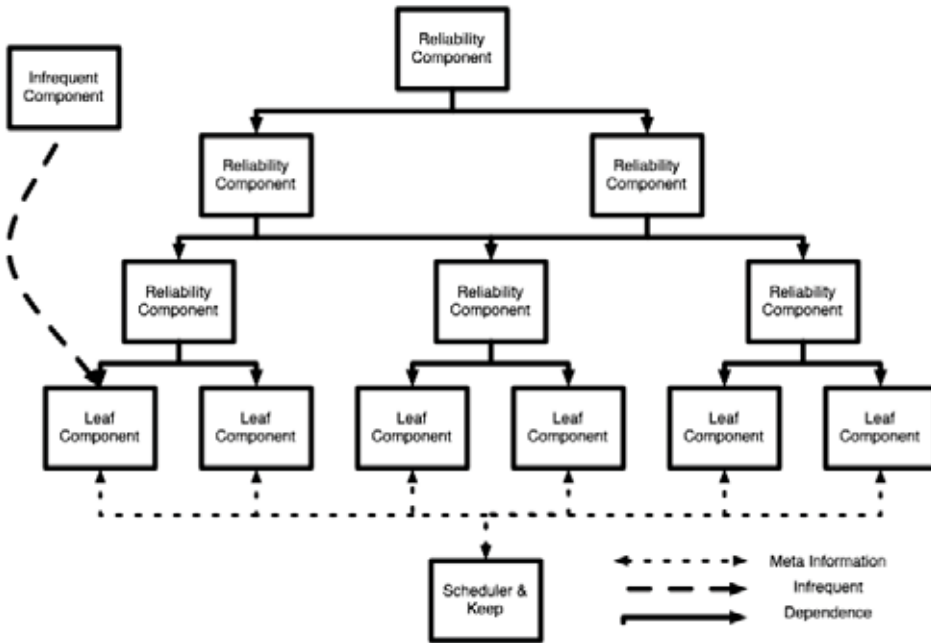 Reliability
Component
Infrequent
Component
Reliability
Component
Reliability
Component
Reliability
Component
Reliability
Component
Reliability
Component
Leaf
Component
Leaf
Component
Leaf
Component
Leaf
Component
Leaf
Component
Leaf
Component
Scheduler &
Keep
Meta Information
Infrequent
Dependence